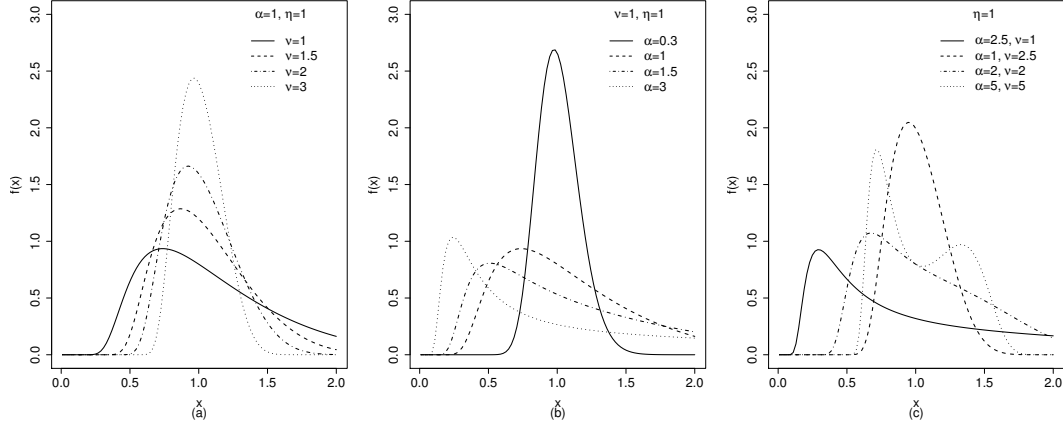 α=1, η=1
ν=1
ν=1.5
ν=2
ν=3
f(x)
0.0 0.5 1.0 1.5 2.0 2.5 3.0
0.0 0.5 1.0 1.5 2.0
x
(a)
ν=1, η=1
α=0.3
α=1
α=1.5
α=3
f(x)
0.0 0.5 1.0 1.5 2.0 2.5 3.0
0.0 0.5 1.0 1.5 2.0
x
(b)
η=1
α=2.5, ν=1
α=1, ν=2.5
α=2, ν=2
α=5, ν=5
f(x)
0.0 0.5 1.0 1.5 2.0 2.5 3.0
0.0 0.5 1.0 1.5 2.0
x
(c)